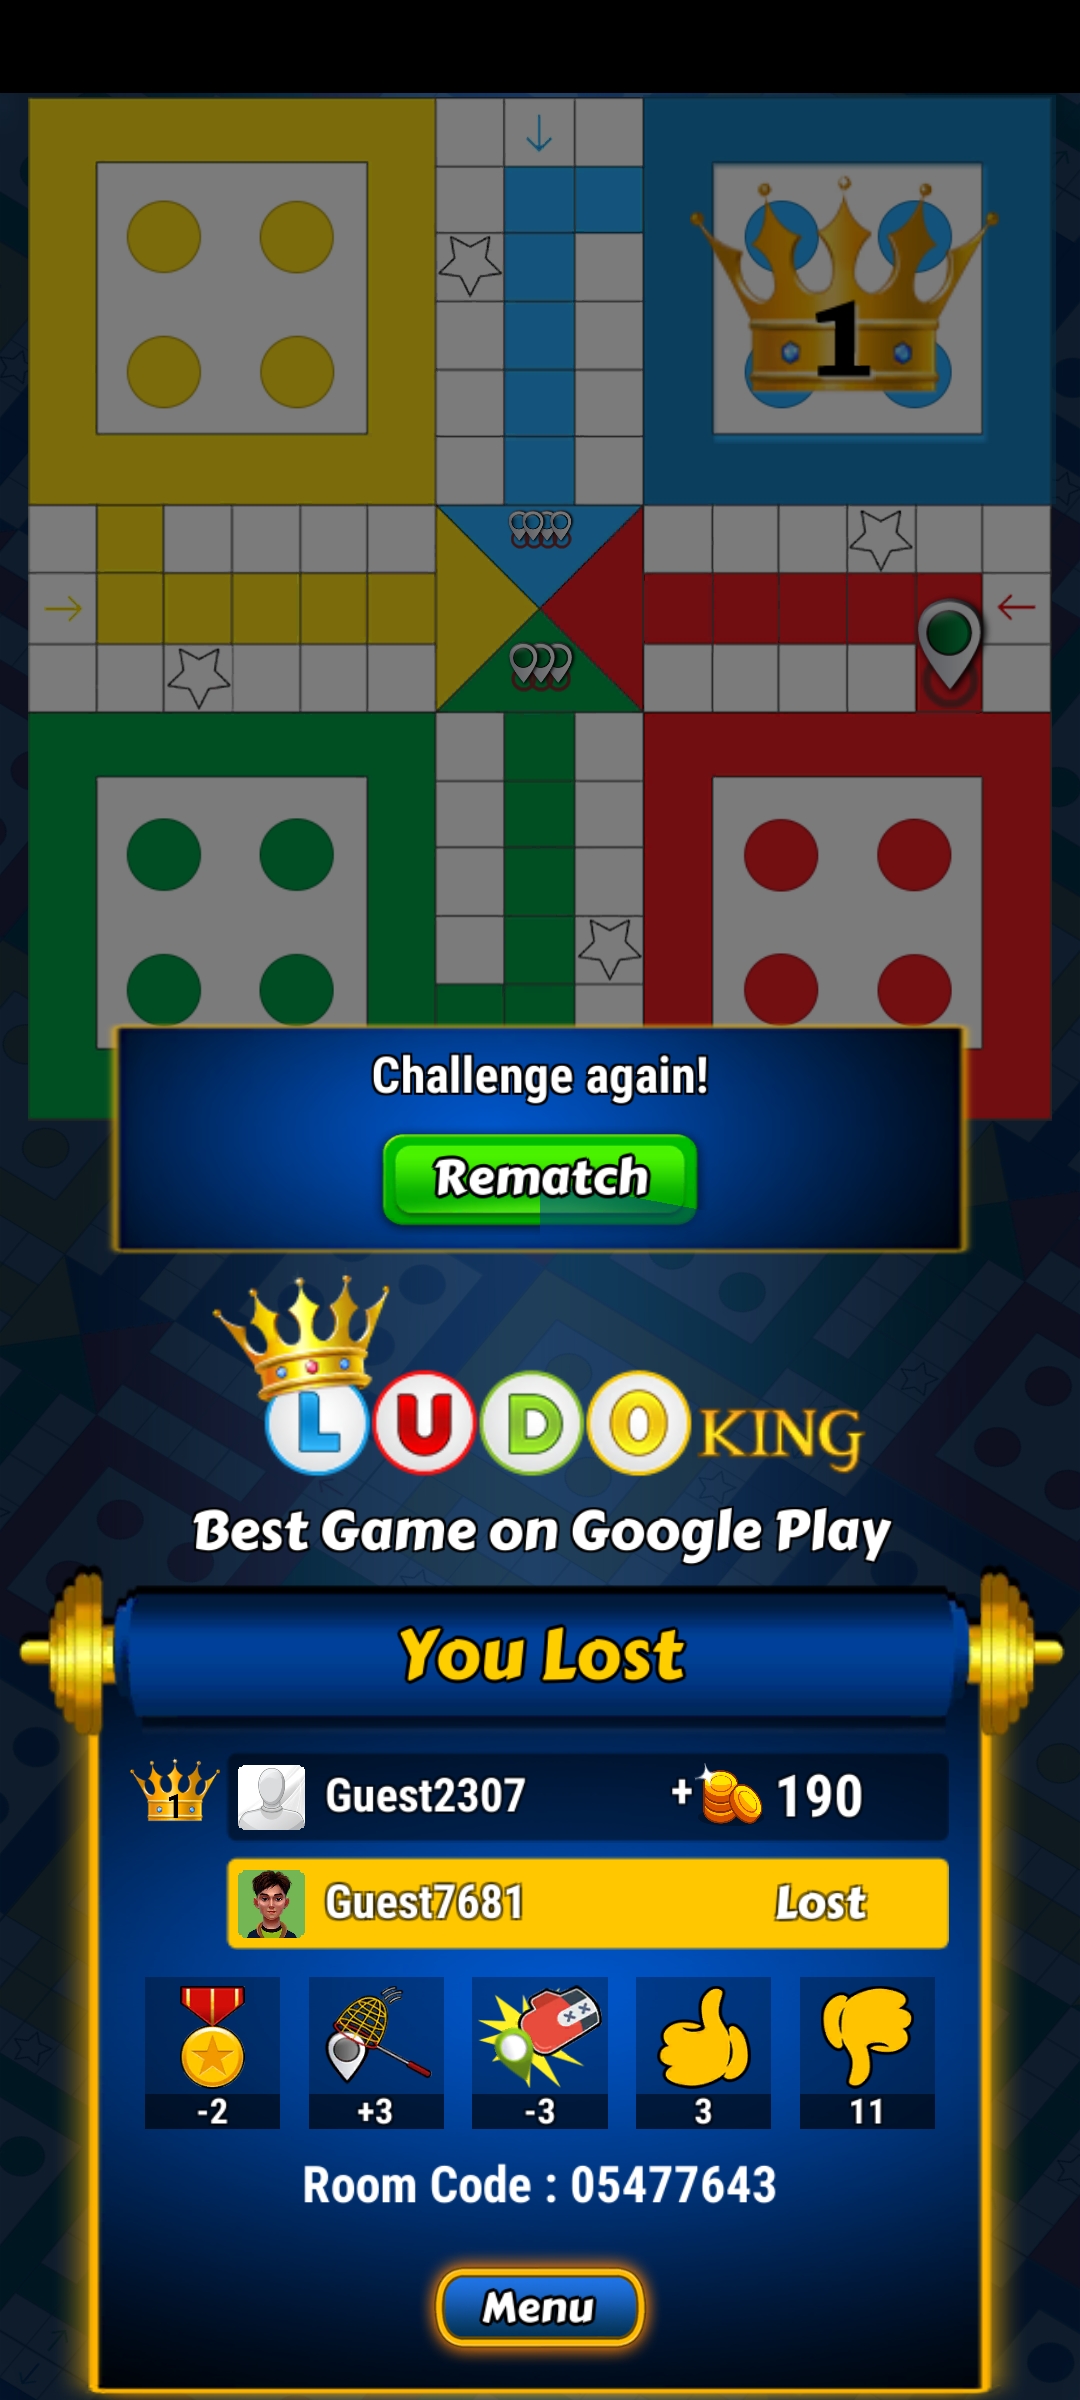 1
Challenge again!
Rematch
LUDO KING
Best Game on Google Play
You Lost
1 Guest2307 + 190
Guest7681 Lost
-2 +3 -3 3 11
Room Code : 05477643
Menu